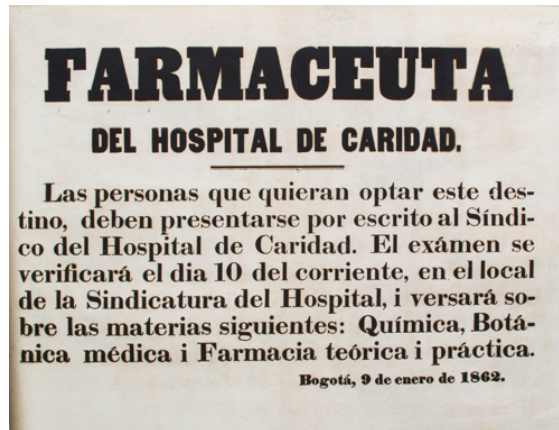 FARMACEUTA
DEL HOSPITAL DE CARIDAD.
Las personas que quieran optar este des-
tino, deben presentarse por escrito al Síndi-
co del Hospital de Caridad. El exámen se
verificará el dia 10 del corriente, en el local
de la Sindicatura del Hospital, i versará so-
bre las materias siguientes: Química, Botá-
nica médica i Farmacia teórica i práctica.
Bogotá, 9 de enero de 1862.